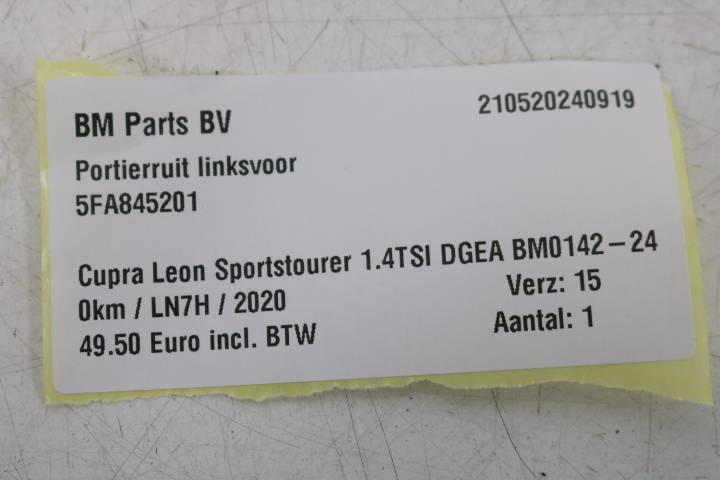 BM Parts BV
210520240919
Portierruit linksvoor
5FA845201
Cupra Leon Sportstourer 1.4TSI DGEA BM0142-24
0km / LN7H / 2020
Verz: 15
49.50 Euro incl. BTW
Aantal: 1